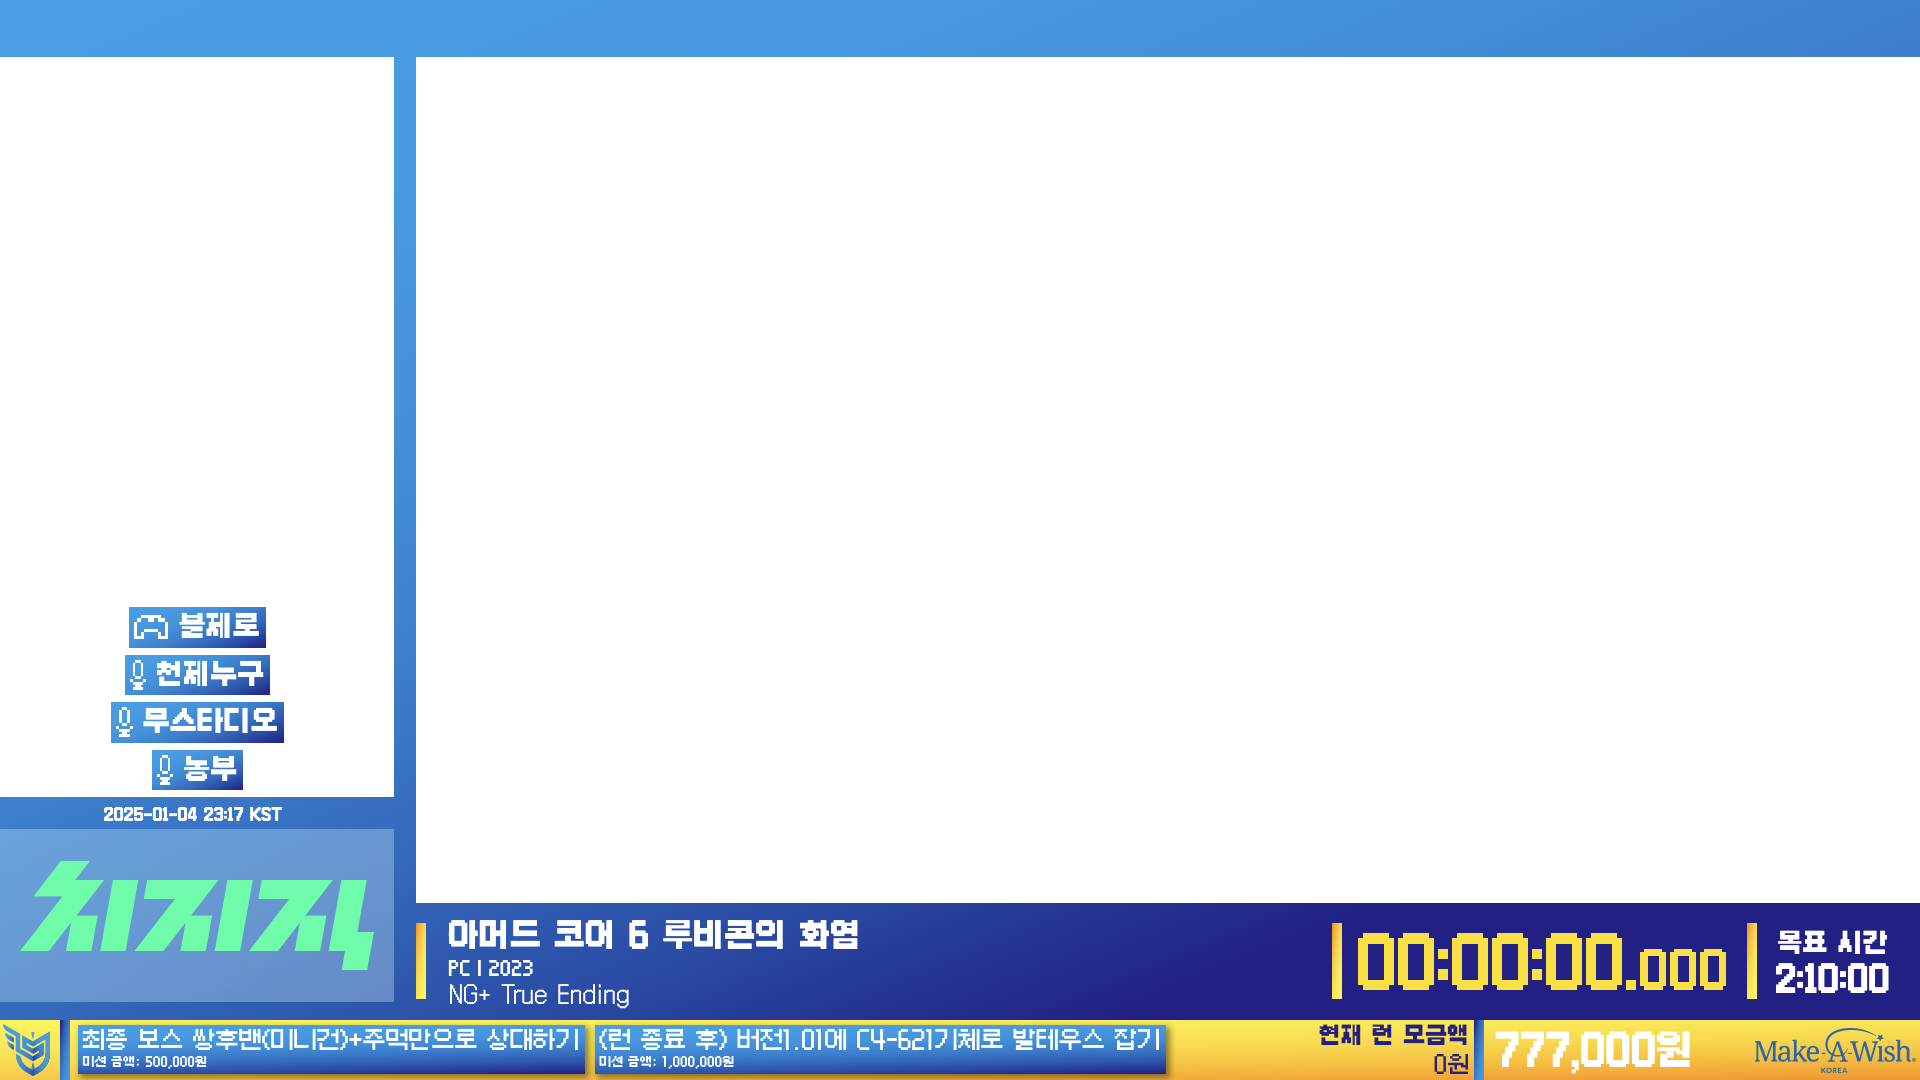 블제로
천제누구
무스타디오
농부
2025-01-04 23:17 KST
치지직
아머드 코어 6 루비콘의 화염
PC | 2023
NG+ True Ending
00:00:00.000
목표 시간
2:10:00
최종 보스 쌍후밴(미니건)+주먹만으로 상대하기
미션 금액: 500,000원
(런 종료 후) 버전1.01에 C4-621기체로 발테우스 잡기
미션 금액: 1,000,000원
현재 런 모금액
0원
777,000원
Make-A-Wish®
KOREA